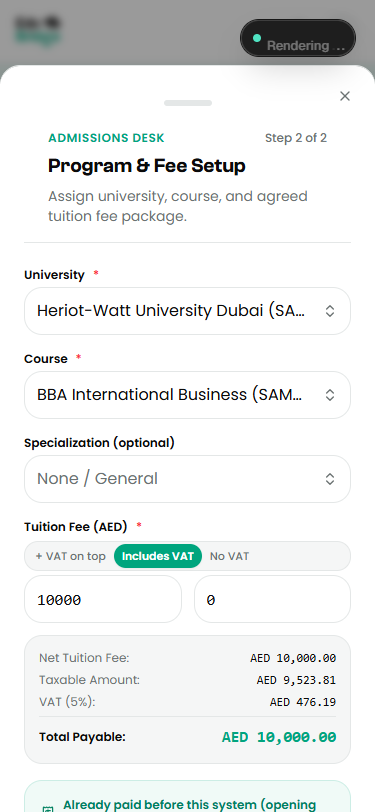 Rendering ...
ADMISSIONS DESK
Step 2 of 2
Program & Fee Setup
Assign university, course, and agreed
tuition fee package.
University *
Heriot-Watt University Dubai (SA...
Course *
BBA International Business (SAM...
Specialization (optional)
None / General
Tuition Fee (AED) *
+ VAT on top Includes VAT No VAT
10000 0
Net Tuition Fee: AED 10,000.00
Taxable Amount: AED 9,523.81
VAT (5%): AED 476.19
Total Payable: AED 10,000.00
Already paid before this system (opening